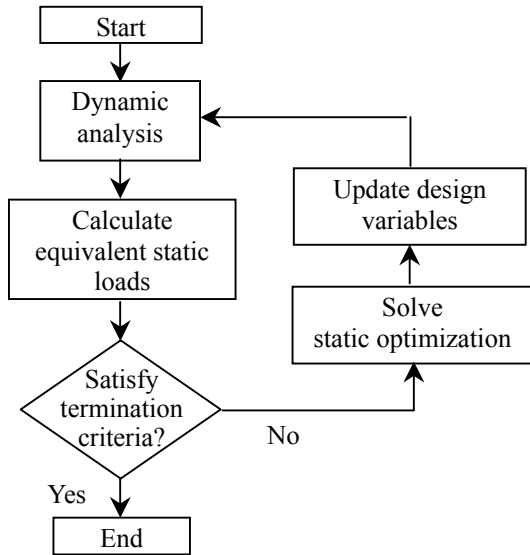 Start
Dynamic
analysis
Calculate
equivalent static
loads
Satisfy
termination
criteria?
Yes
End
No
Solve
static optimization
Update design
variables